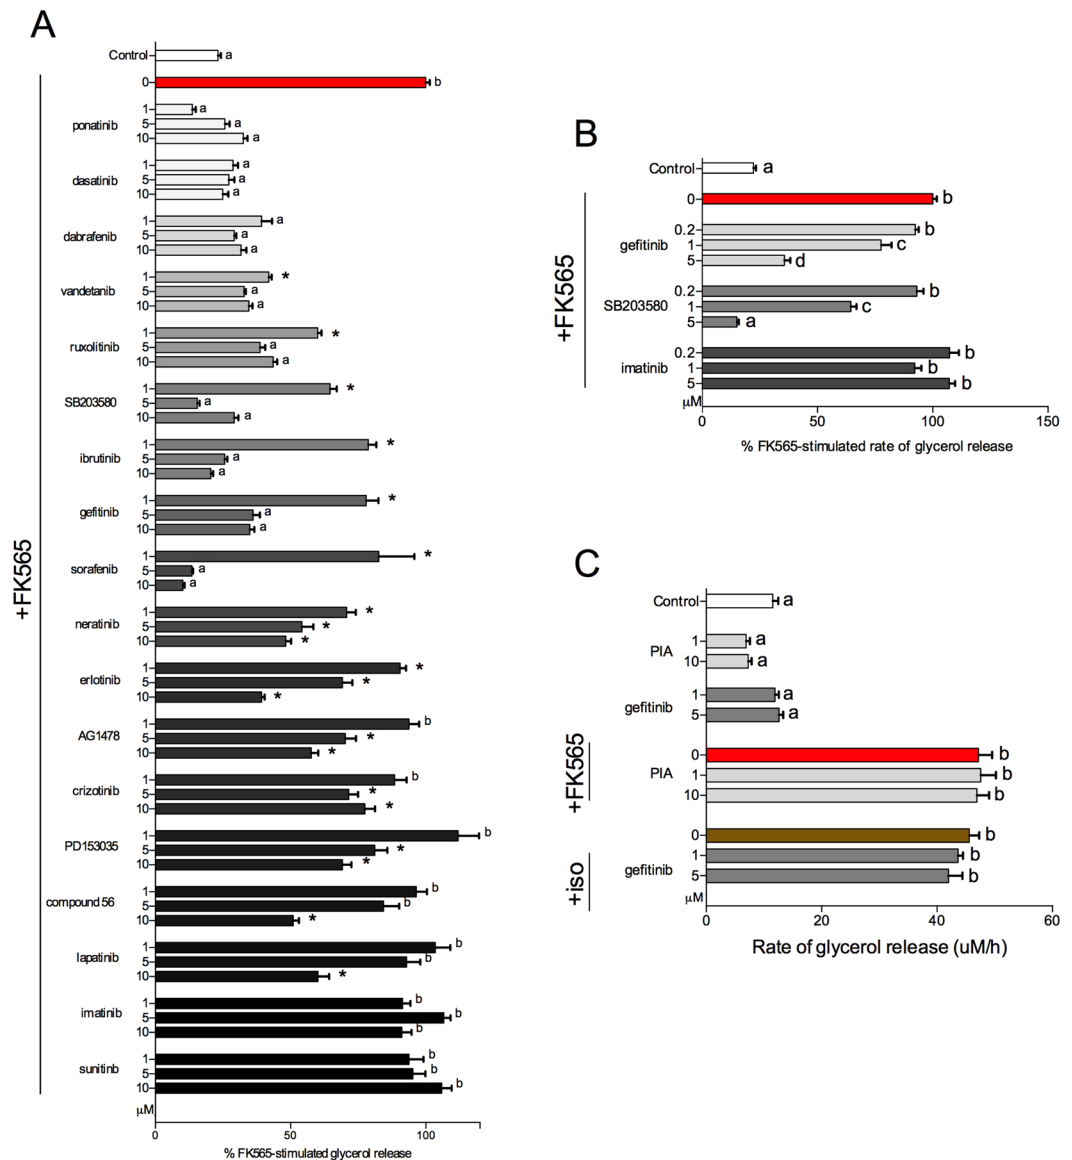 A
Control
a
0
b
+FK565
ponatinib
1
a
5
a
10
a
dasatinib
1
a
5
a
10
a
dabrafenib
1
a
5
a
10
a
vandetanib
1
*
5
a
10
a
ruxolitinib
1
*
5
a
10
a
SB203580
1
*
5
a
10
a
ibrutinib
1
*
5
a
10
a
gefitinib
1
*
5
a
10
a
sorafenib
1
*
5
a
10
a
neratinib
1
*
5
*
10
*
erlotinib
1
*
5
*
10
*
AG1478
1
b
5
*
10
*
crizotinib
1
b
5
*
10
*
PD153035
1
b
5
*
10
*
compound 56
1
b
5
b
10
*
lapatinib
1
b
5
b
10
*
imatinib
1
b
5
b
10
b
sunitinb
1
b
5
b
10
b
µM
0 50 100
% FK565-stimulated glycerol release
B
Control
a
+FK565
0
b
gefitinib
0.2
b
1
c
5
d
SB203580
0.2
b
1
c
5
a
imatinib
0.2
b
1
b
5
b
µM
0 50 100 150
% FK565-stimulated rate of glycerol release
C
Control
a
PIA
1
a
10
a
gefitinib
1
a
5
a
+FK565
PIA
0
b
1
b
10
b
+iso
gefitinib
0
b
1
b
5
b
µM
0 20 40 60
Rate of glycerol release (uM/h)